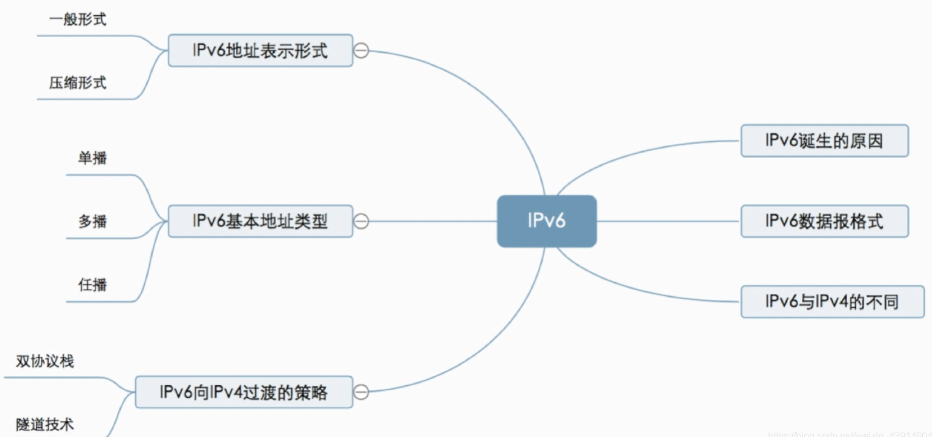 一般形式
IPv6地址表示形式
压缩形式
IPv6诞生的原因
单播
IPv6
多播
IPv6基本地址类型
IPv6数据报格式
任播
IPv6与IPv4的不同
双协议栈
IPv6向IPv4过渡的策略
隧道技术